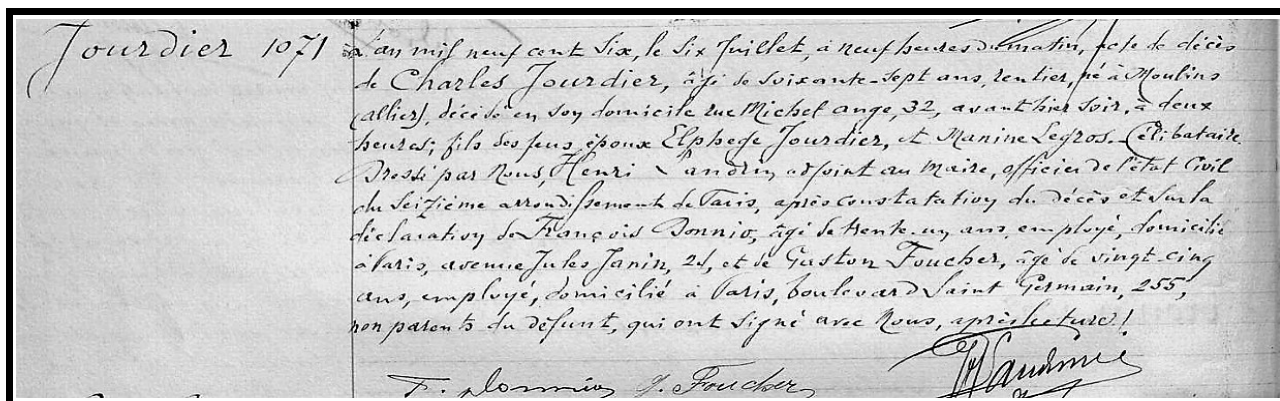 Jourdier 1071
L'an mil neuf cent Six, le Six Juillet, à neuf heures du matin, acte de décès
de Charles Jourdier, âgé de Soixante-sept ans, rentier, né à Moulins
(allier), décédé en son domicile rue Michel ange, 32, avant hier soir, à deux
heures; fils des feus époux Elphege Jourdier, et Manine Legros. Célibataire.
Dressé par Nous, Henri Landrin, adjoint au Maire, officier de l'état Civil
du Seizième arrondissement de Paris, après constatation du décès et Sur la
déclaration de François Donnio, âgé de trente-un ans, employé, domicilié
à Paris, avenue Jules Janin, 21, et de Gaston Foucher, âgé de vingt-cinq
ans, employé, domicilié à Paris, boulevard Saint Germain, 255,
non parents du défunt, qui ont Signé avec Nous, après lecture./.
F. Donnio G. Foucher HLandrin